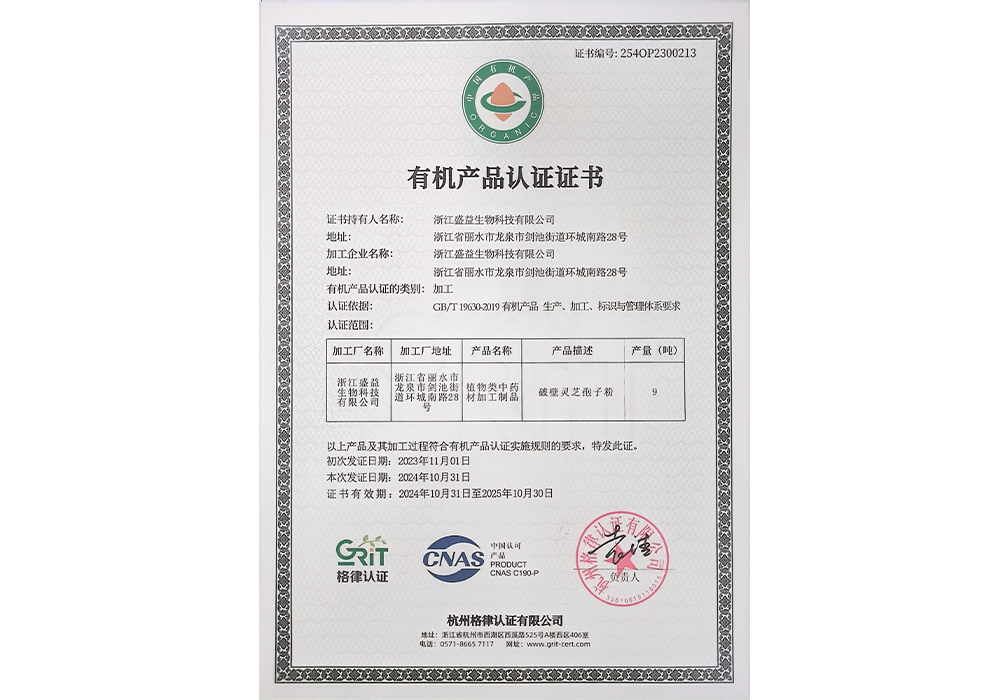 证书编号: 254OP2300213
中国有机产品
ORGANIC
有机产品认证证书
证书持有人名称: 浙江盛益生物科技有限公司
地址: 浙江省丽水市龙泉市剑池街道环城南路28号
加工企业名称: 浙江盛益生物科技有限公司
地址: 浙江省丽水市龙泉市剑池街道环城南路28号
有机产品认证的类别: 加工
认证依据: GB/T 19630-2019 有机产品 生产、加工、标识与管理体系要求
认证范围:
加工厂名称 加工厂地址 产品名称 产品描述 产量（吨）
浙江盛益生物科技有限公司 浙江省丽水市龙泉市剑池街道环城南路28号 植物类中药材加工制品 破壁灵芝孢子粉 9
以上产品及其加工过程符合有机产品认证实施规则的要求，特发此证。
初次发证日期: 2023年11月01日
本次发证日期: 2024年10月31日
证书有效期: 2024年10月31日至2025年10月30日
GRiT
格律认证
CNAS
中国认可
产品
PRODUCT
CNAS C190-P
杭州格律认证有限公司
负责人
杭州格律认证有限公司
地址: 浙江省杭州市西湖区西溪路525号A楼西区406室
电话: 0571-8665 7117 网址: www.grit-cert.com